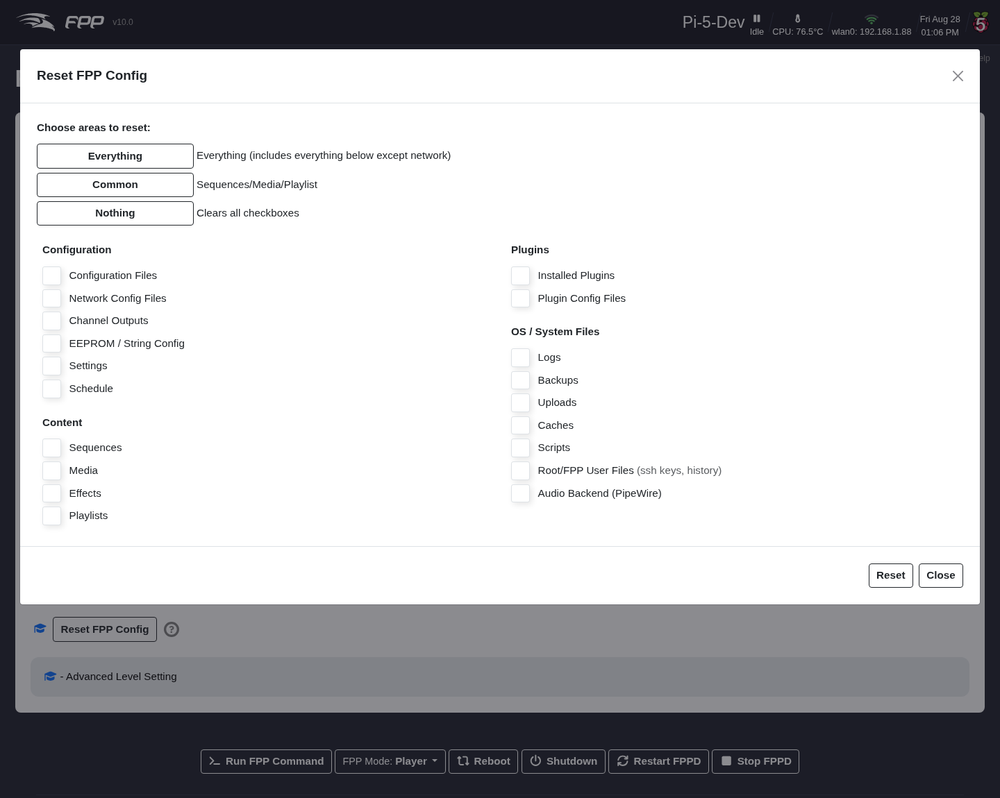 FPP v10.0
Pi-5-Dev
Idle
CPU: 76.5°C
wlan0: 192.168.1.88
Fri Aug 28
01:06 PM
5
Reset FPP Config
Choose areas to reset:
Everything Everything (includes everything below except network)
Common Sequences/Media/Playlist
Nothing Clears all checkboxes
Configuration
Configuration Files
Network Config Files
Channel Outputs
EEPROM / String Config
Settings
Schedule
Content
Sequences
Media
Effects
Playlists
Plugins
Installed Plugins
Plugin Config Files
OS / System Files
Logs
Backups
Uploads
Caches
Scripts
Root/FPP User Files (ssh keys, history)
Audio Backend (PipeWire)
Reset Close
Reset FPP Config ?
- Advanced Level Setting
Run FPP Command FPP Mode: Player Reboot Shutdown Restart FPPD Stop FPPD